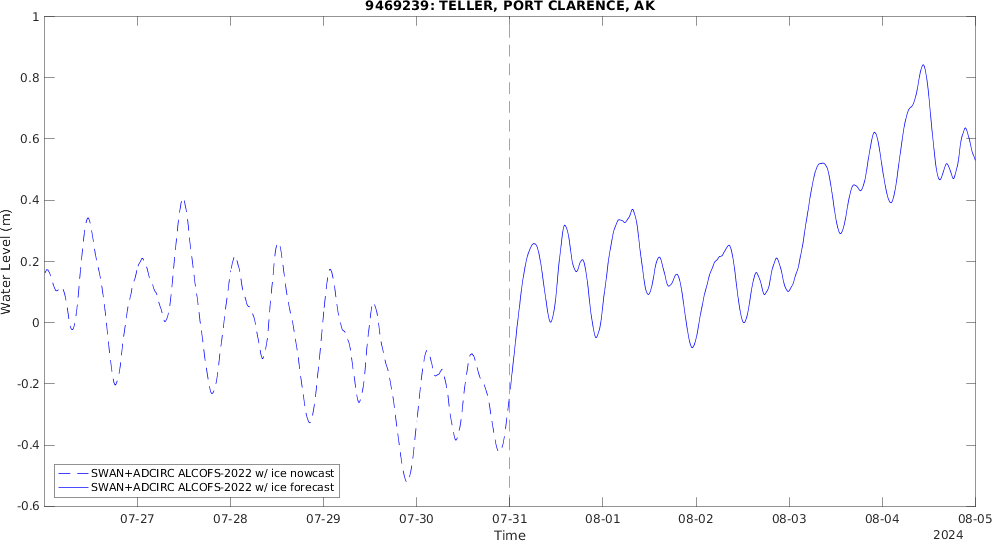 9469239: TELLER, PORT CLARENCE, AK
1
0.8
0.6
0.4
0.2
0
-0.2
-0.4
-0.6
Water Level (m)
SWAN+ADCIRC ALCOFS-2022 w/ ice nowcast
SWAN+ADCIRC ALCOFS-2022 w/ ice forecast
07-27 07-28 07-29 07-30 07-31 08-01 08-02 08-03 08-04 08-05
Time
2024